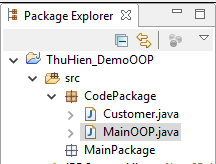 Package Explorer
ThuHien_DemoOOP
src
CodePackage
Customer.java
MainOOP.java
MainPackage